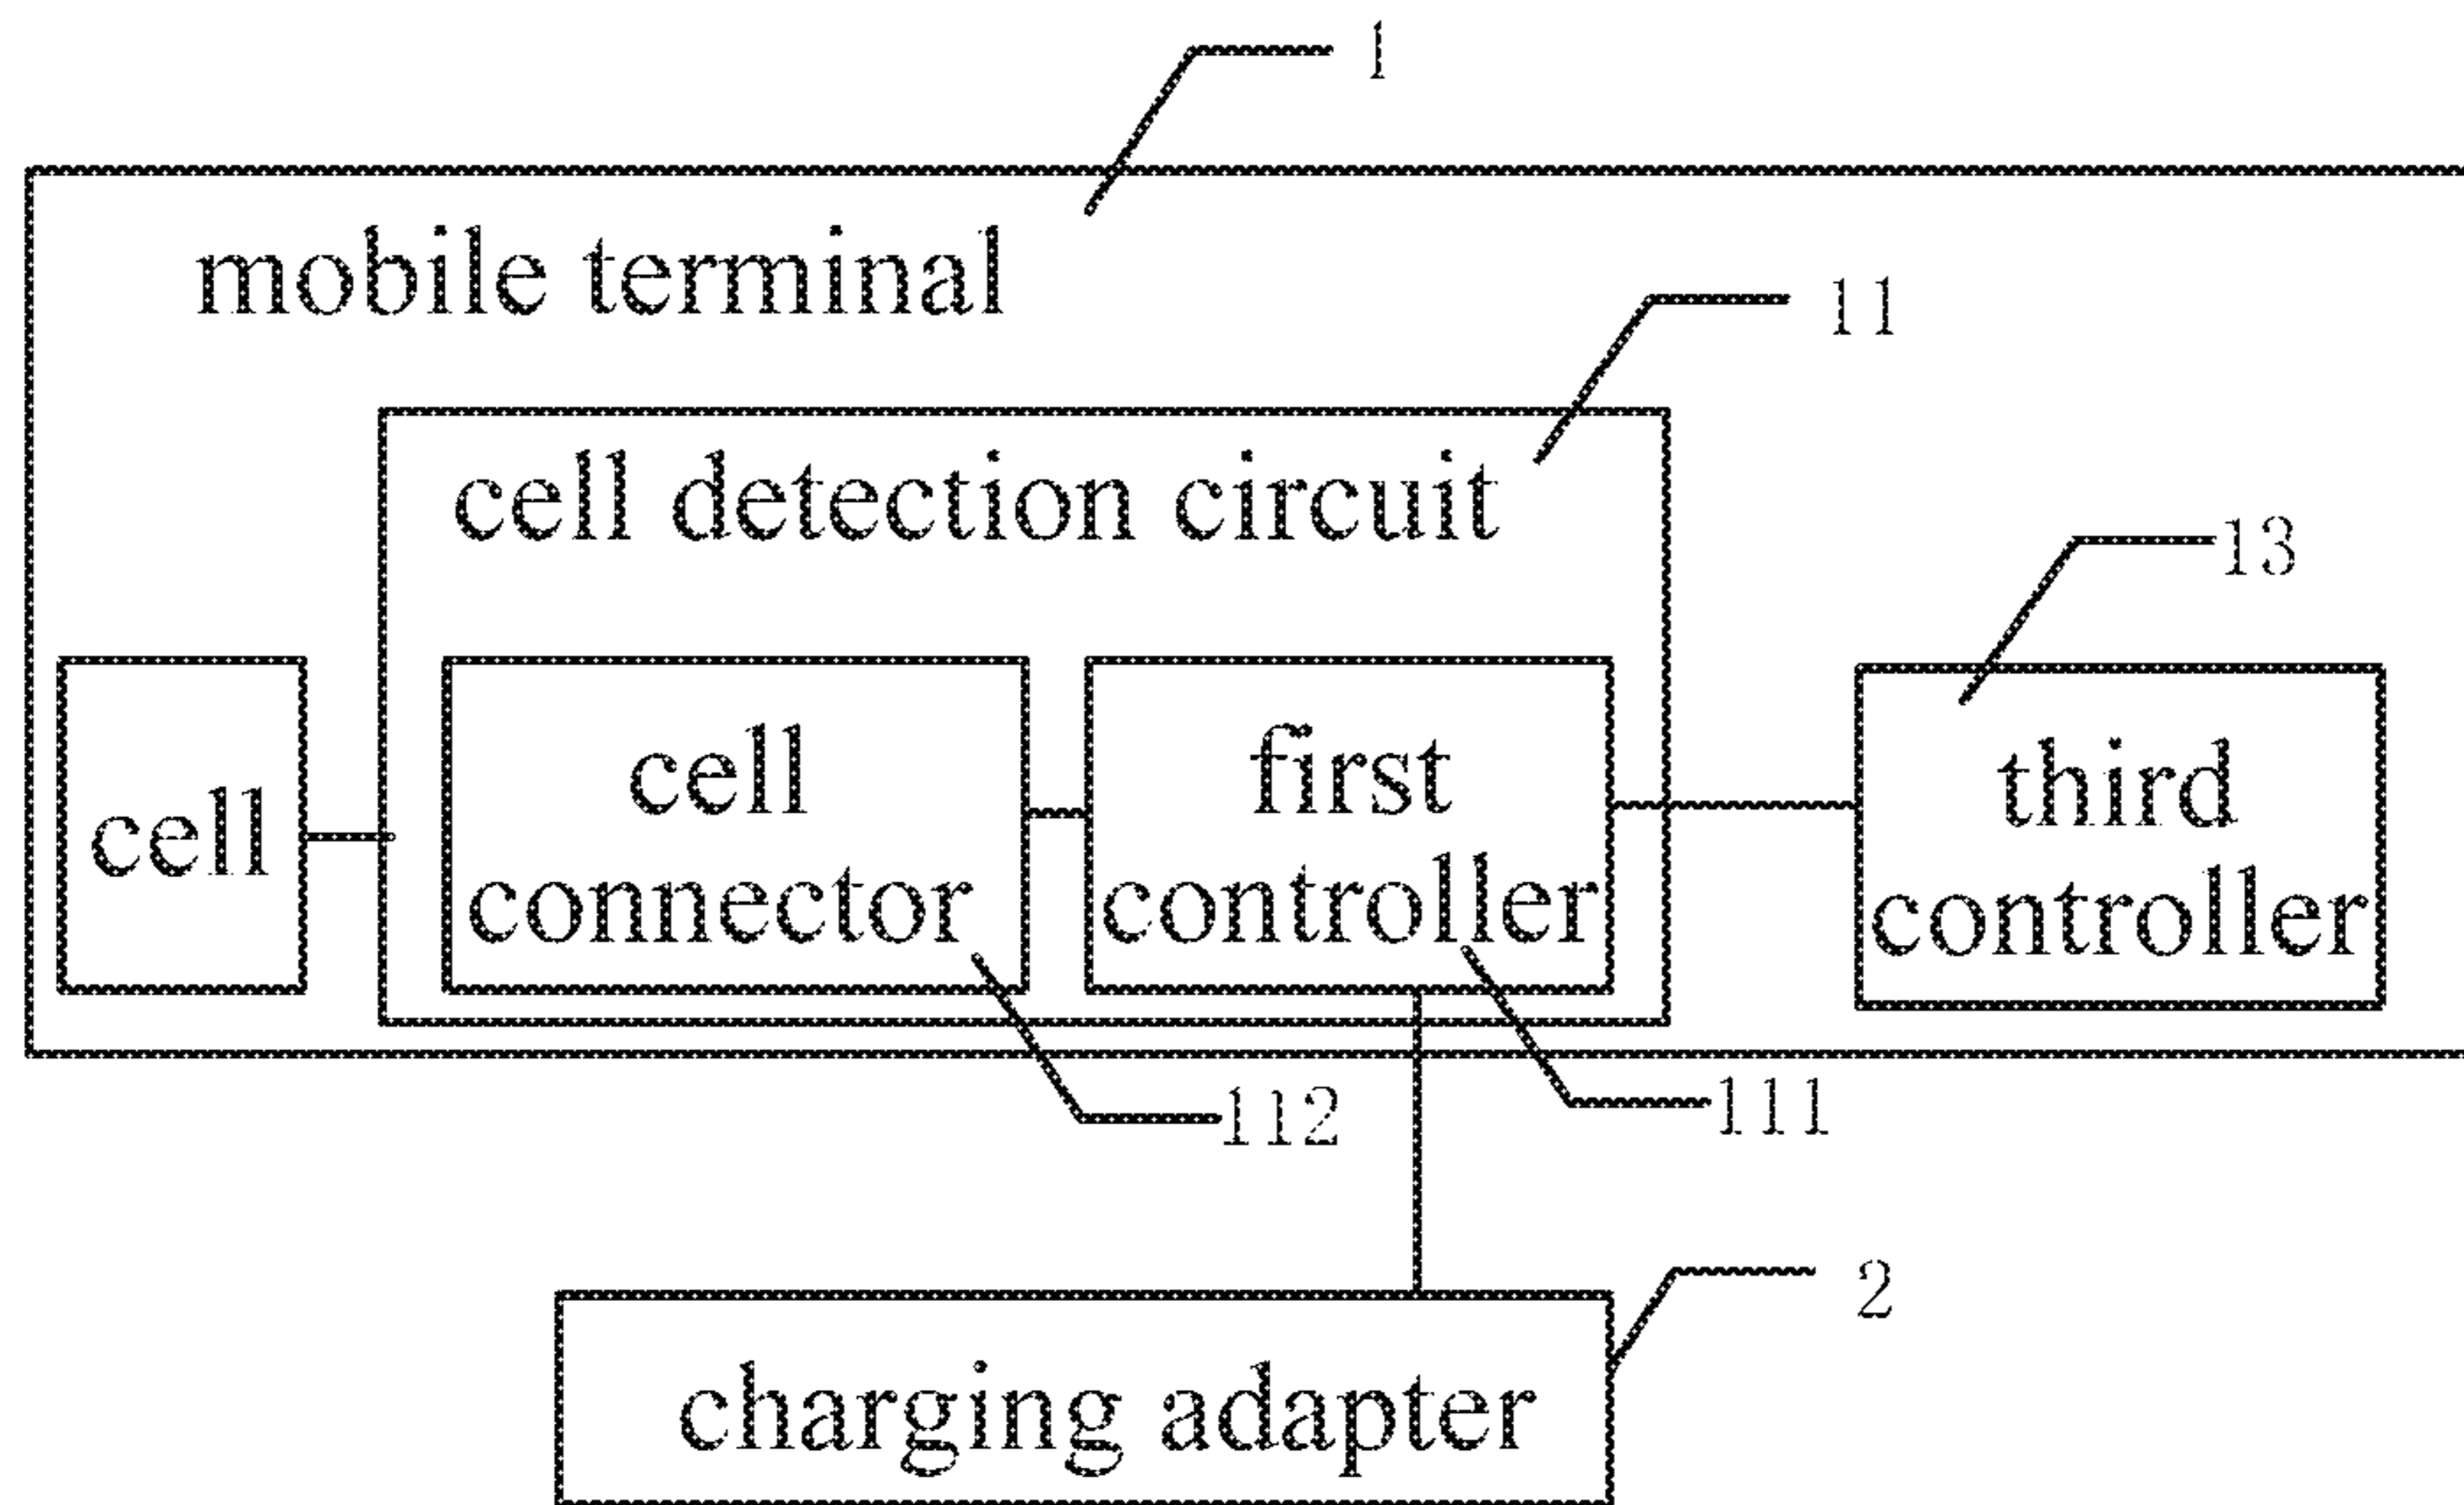 1
mobile terminal
11
cell detection circuit
13
cell
cell
connector
first
controller
third
controller
112
111
2
charging adapter